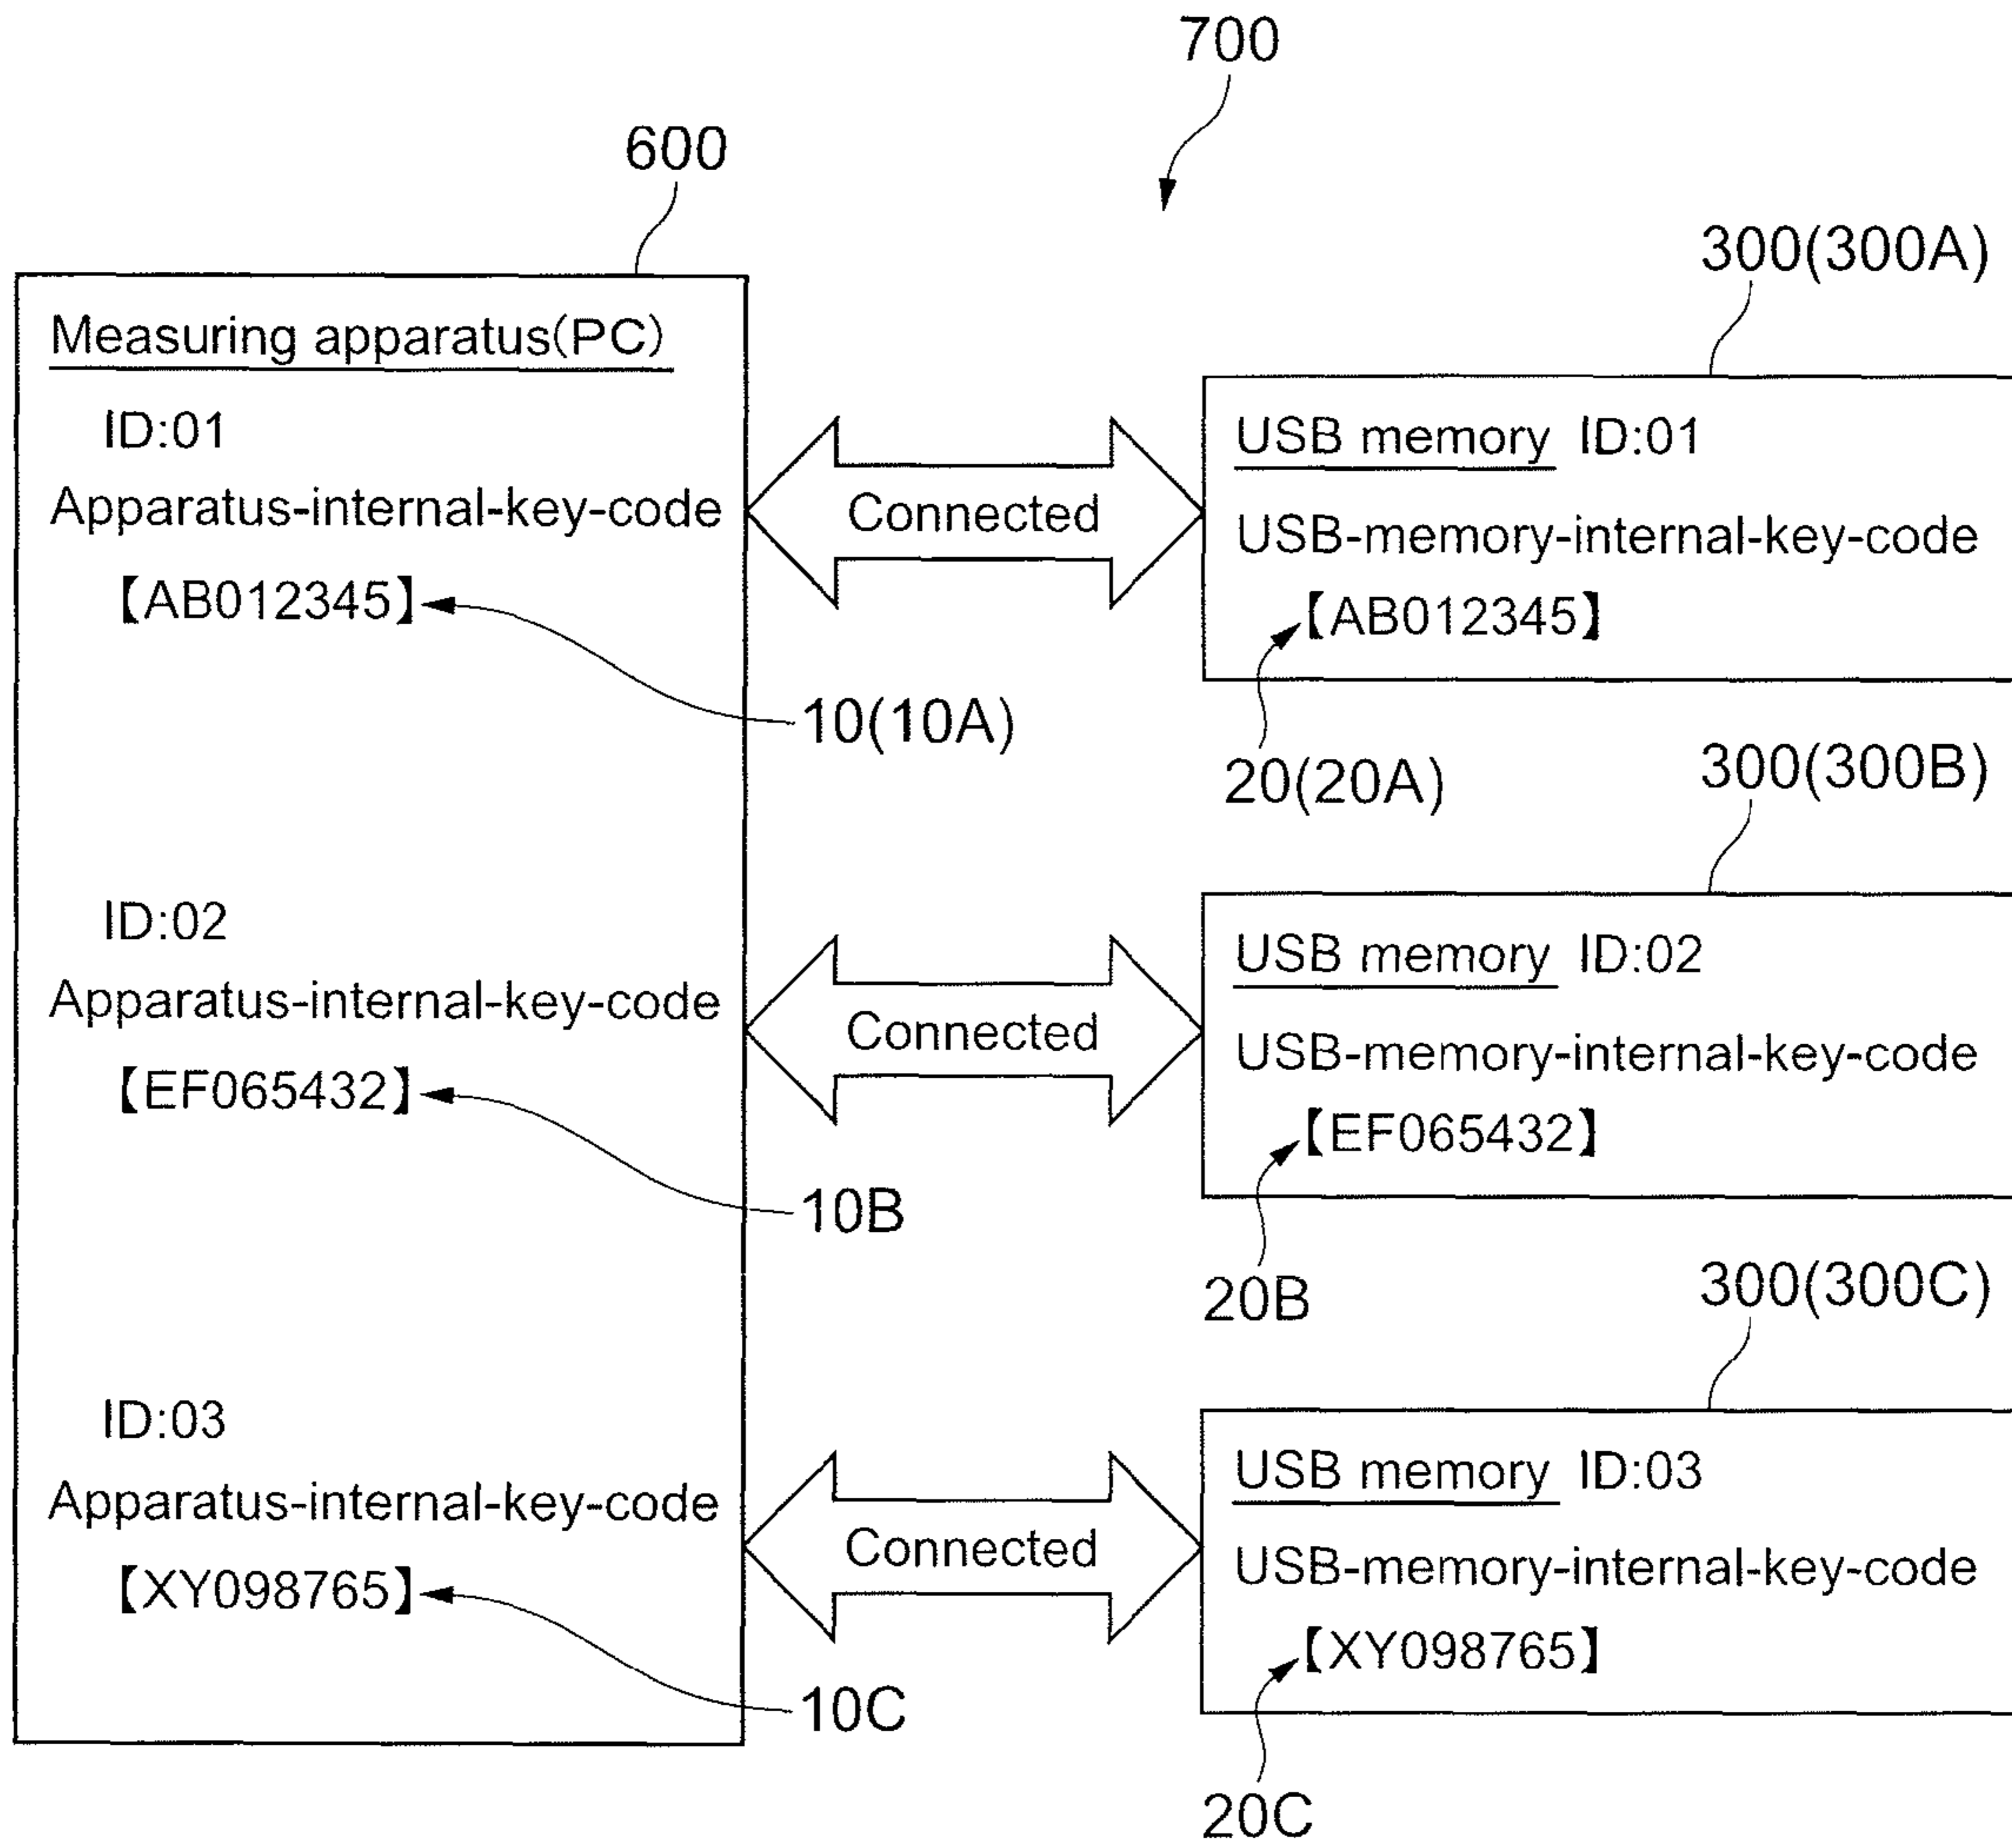 700
600
Measuring apparatus(PC)
ID:01
Apparatus-internal-key-code
【AB012345】
10(10A)
Connected
300(300A)
USB memory ID:01
USB-memory-internal-key-code
【AB012345】
20(20A)
ID:02
Apparatus-internal-key-code
【EF065432】
10B
Connected
300(300B)
USB memory ID:02
USB-memory-internal-key-code
【EF065432】
20B
ID:03
Apparatus-internal-key-code
【XY098765】
10C
Connected
300(300C)
USB memory ID:03
USB-memory-internal-key-code
【XY098765】
20C